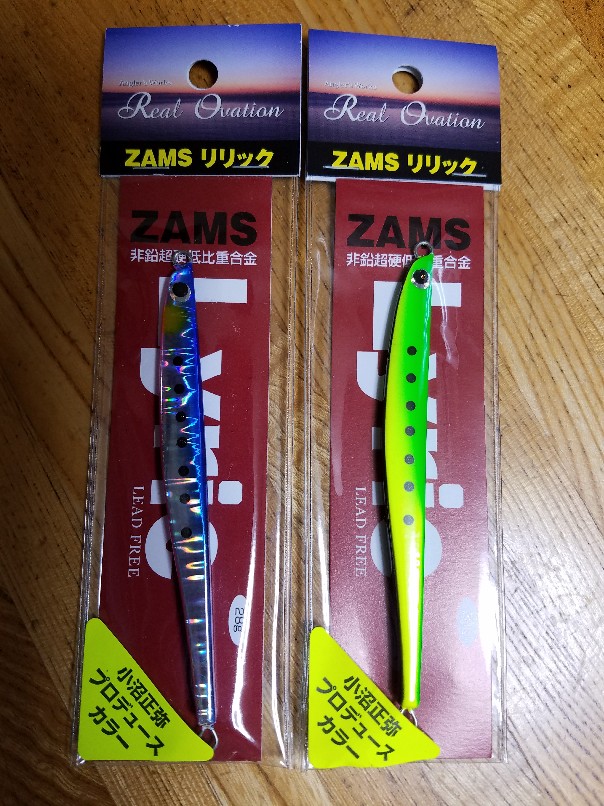 Real Ovation
ZAMS リリック
ZAMS
非鉛超硬低比重合金
Lyric
LEAD FREE
28g
小沼正弥
プロデュース
カラー
Real Ovation
ZAMS リリック
ZAMS
非鉛超硬低比重合金
Lyric
LEAD FREE
小沼正弥
プロデュース
カラー